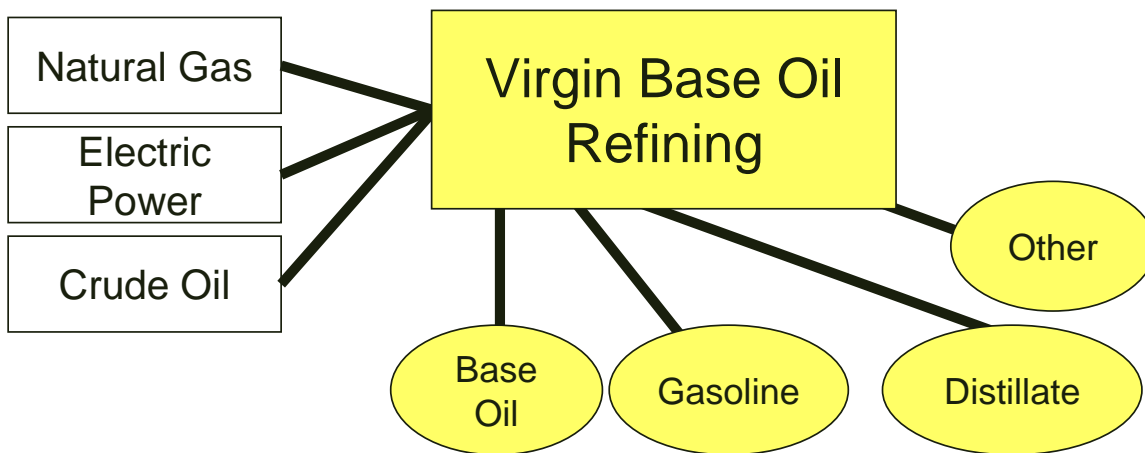 Natural Gas
Electric
Power
Crude Oil
Virgin Base Oil
Refining
Other
Base
Oil
Gasoline
Distillate